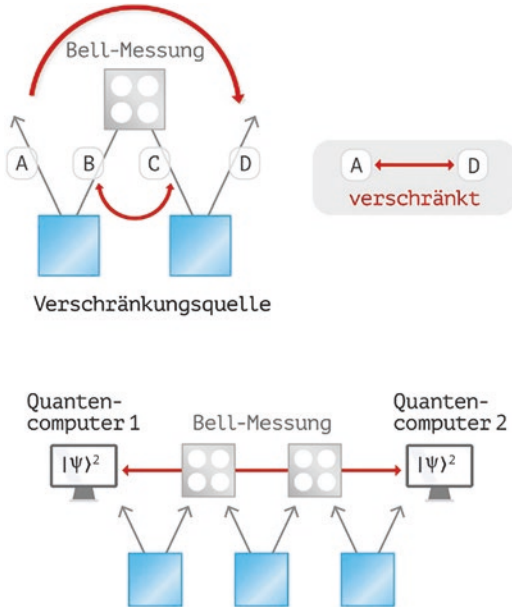 Bell-Messung
A
B
C
D
A
D
verschränkt
Verschränkungsquelle
Quanten-
computer 1
Bell-Messung
Quanten-
computer 2
|ψ⟩²
|ψ⟩²